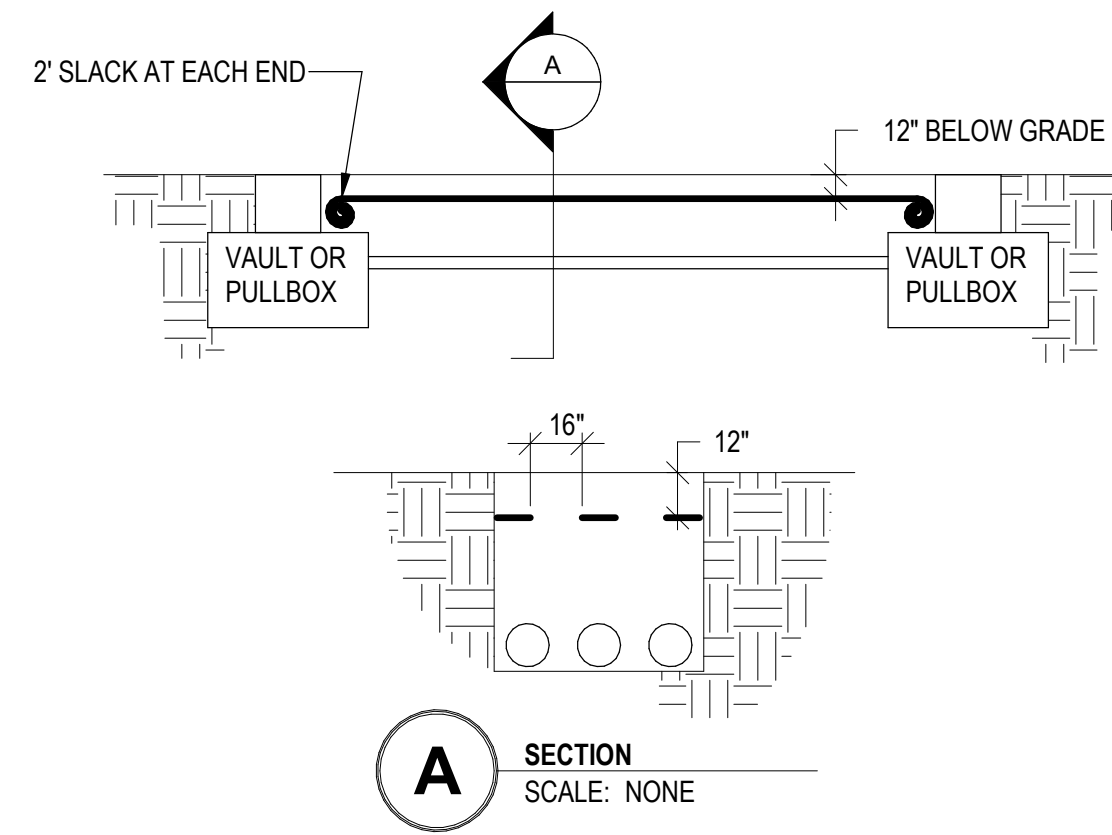 2' SLACK AT EACH END
A
12" BELOW GRADE
VAULT OR
PULLBOX
VAULT OR
PULLBOX
16"
12"
A
SECTION
SCALE: NONE